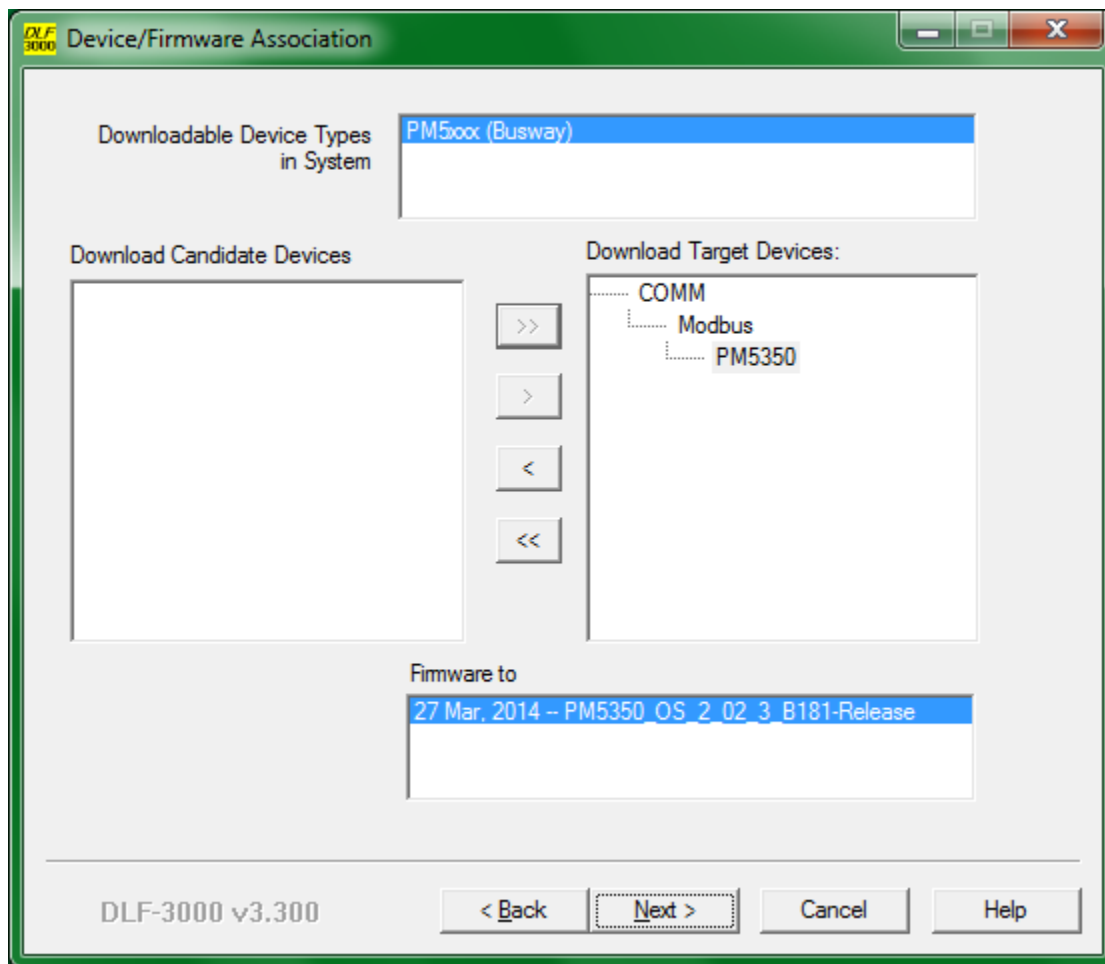 DLF
3000
Device/Firmware Association
Downloadable Device Types
in System
PM5xxx (Busway)
Download Candidate Devices
Download Target Devices:
COMM
Modbus
PM5350
>>
>
<
<<
Firmware to
27 Mar, 2014 -- PM5350_OS_2_02_3_B181-Release
DLF-3000 v3.300
< Back
Next >
Cancel
Help